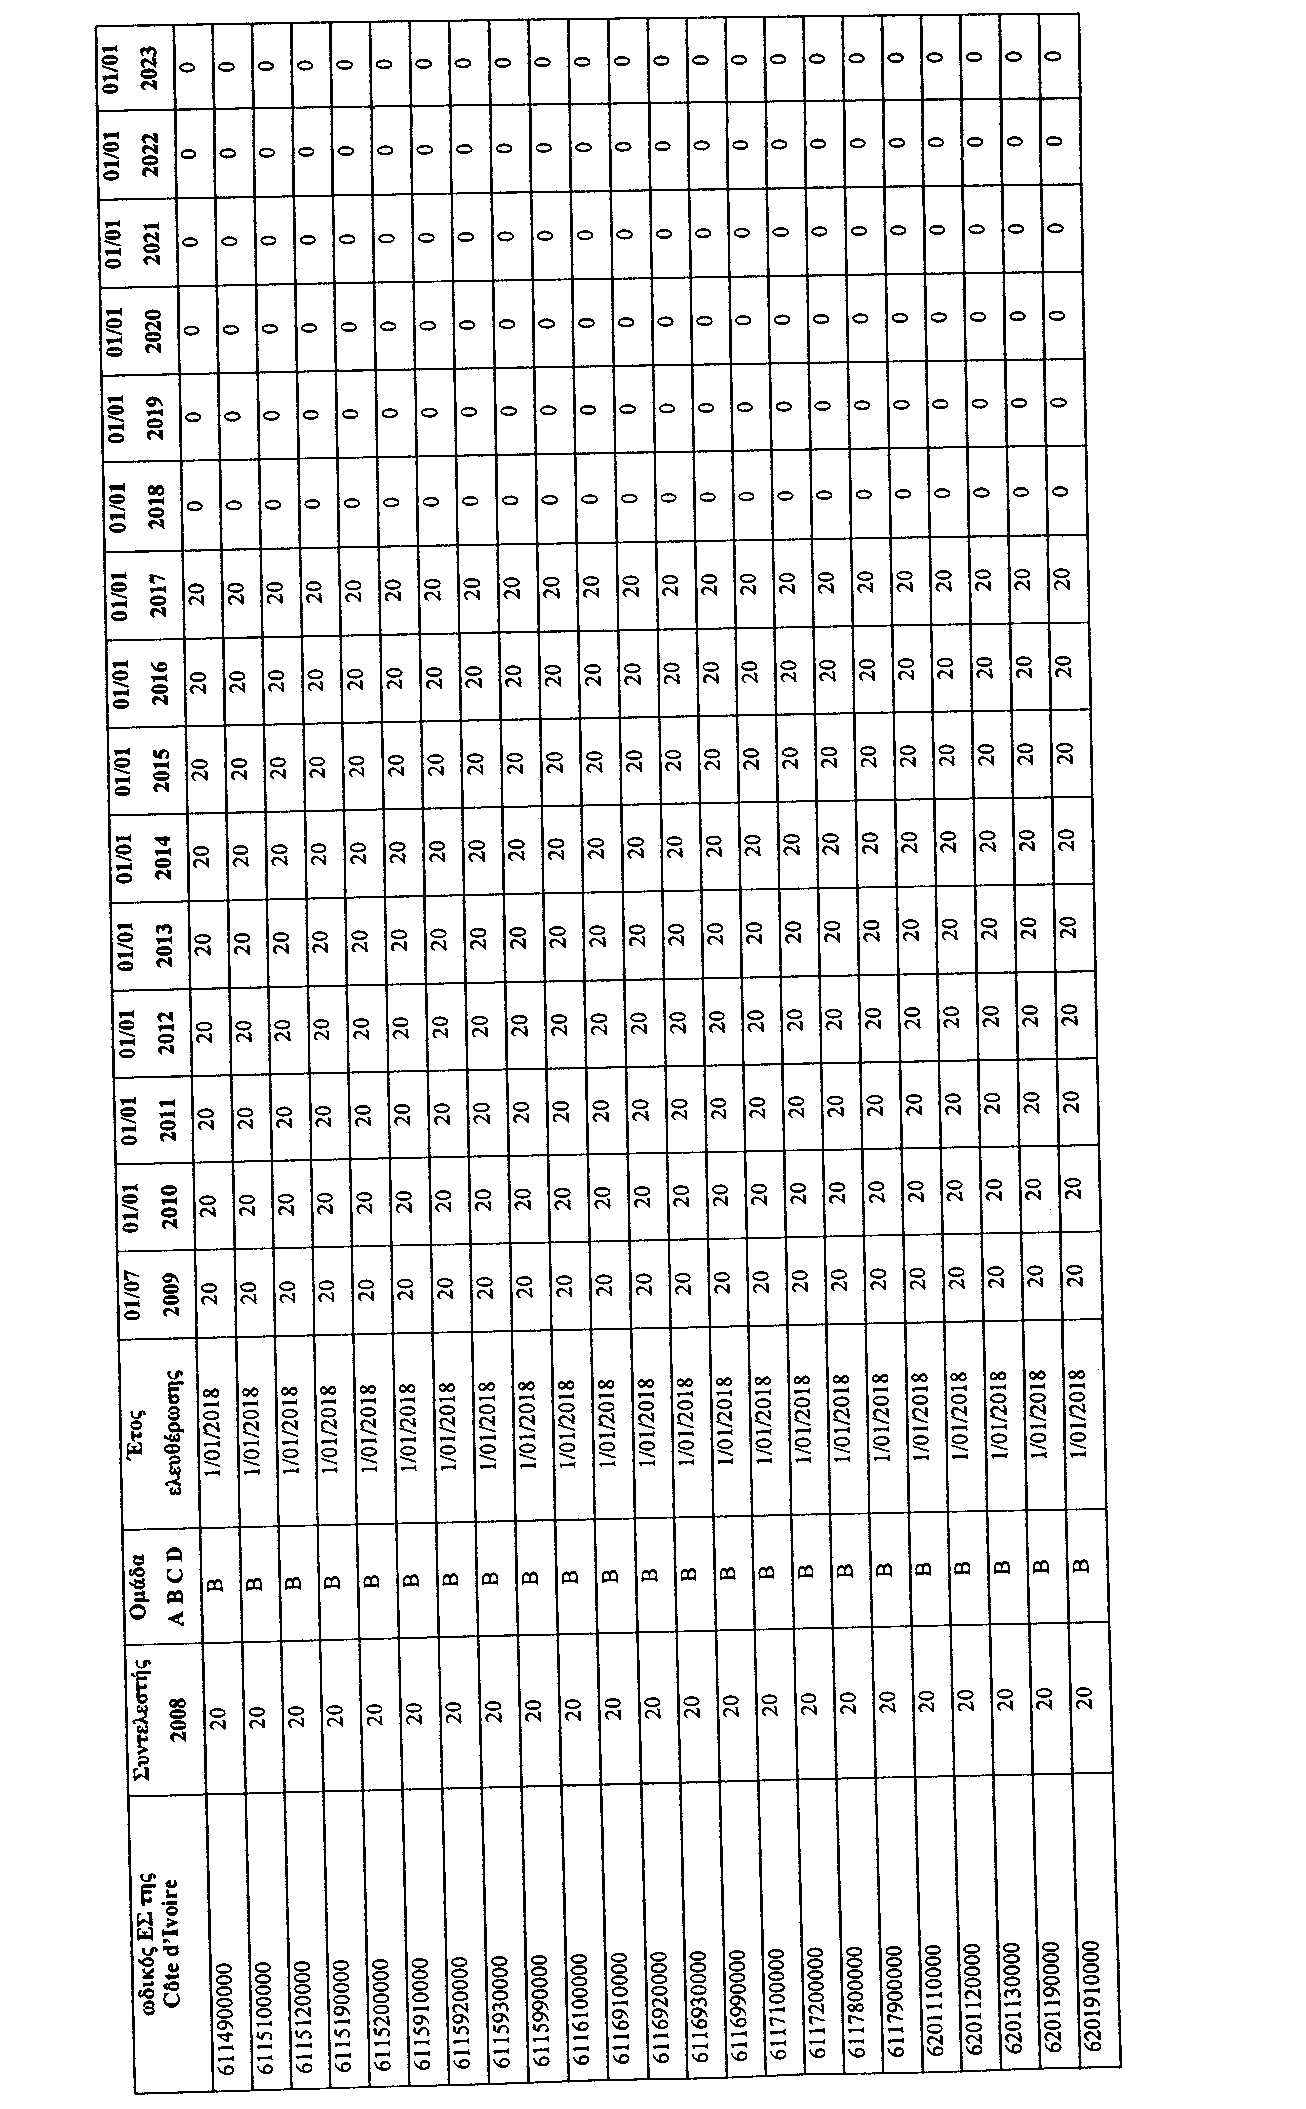 ωδικός ΕΣ της Côte d'Ivoire | Συντελεστής 2008 | Ομάδα A B C D | Έτος ελευθέρωσης | 01/07 2009 | 01/01 2010 | 01/01 2011 | 01/01 2012 | 01/01 2013 | 01/01 2014 | 01/01 2015 | 01/01 2016 | 01/01 2017 | 01/01 2018 | 01/01 2019 | 01/01 2020 | 01/01 2021 | 01/01 2022 | 01/01 2023
6114900000 20 B 1/01/2018 20 20 20 20 20 20 20 20 20 0 0 0 0 0 0
6115100000 20 B 1/01/2018 20 20 20 20 20 20 20 20 20 0 0 0 0 0 0
6115120000 20 B 1/01/2018 20 20 20 20 20 20 20 20 20 0 0 0 0 0 0
6115190000 20 B 1/01/2018 20 20 20 20 20 20 20 20 20 0 0 0 0 0 0
6115200000 20 B 1/01/2018 20 20 20 20 20 20 20 20 20 0 0 0 0 0 0
6115910000 20 B 1/01/2018 20 20 20 20 20 20 20 20 20 0 0 0 0 0 0
6115920000 20 B 1/01/2018 20 20 20 20 20 20 20 20 20 0 0 0 0 0 0
6115930000 20 B 1/01/2018 20 20 20 20 20 20 20 20 20 0 0 0 0 0 0
6115990000 20 B 1/01/2018 20 20 20 20 20 20 20 20 20 0 0 0 0 0 0
6116100000 20 B 1/01/2018 20 20 20 20 20 20 20 20 20 0 0 0 0 0 0
6116910000 20 B 1/01/2018 20 20 20 20 20 20 20 20 20 0 0 0 0 0 0
6116920000 20 B 1/01/2018 20 20 20 20 20 20 20 20 20 0 0 0 0 0 0
6116930000 20 B 1/01/2018 20 20 20 20 20 20 20 20 20 0 0 0 0 0 0
6116990000 20 B 1/01/2018 20 20 20 20 20 20 20 20 20 0 0 0 0 0 0
6117100000 20 B 1/01/2018 20 20 20 20 20 20 20 20 20 0 0 0 0 0 0
6117200000 20 B 1/01/2018 20 20 20 20 20 20 20 20 20 0 0 0 0 0 0
6117800000 20 B 1/01/2018 20 20 20 20 20 20 20 20 20 0 0 0 0 0 0
6117900000 20 B 1/01/2018 20 20 20 20 20 20 20 20 20 0 0 0 0 0 0
6201110000 20 B 1/01/2018 20 20 20 20 20 20 20 20 20 0 0 0 0 0 0
6201120000 20 B 1/01/2018 20 20 20 20 20 20 20 20 20 0 0 0 0 0 0
6201130000 20 B 1/01/2018 20 20 20 20 20 20 20 20 20 0 0 0 0 0 0
6201190000 20 B 1/01/2018 20 20 20 20 20 20 20 20 20 0 0 0 0 0 0
6201910000 20 B 1/01/2018 20 20 20 20 20 20 20 20 20 0 0 0 0 0 0